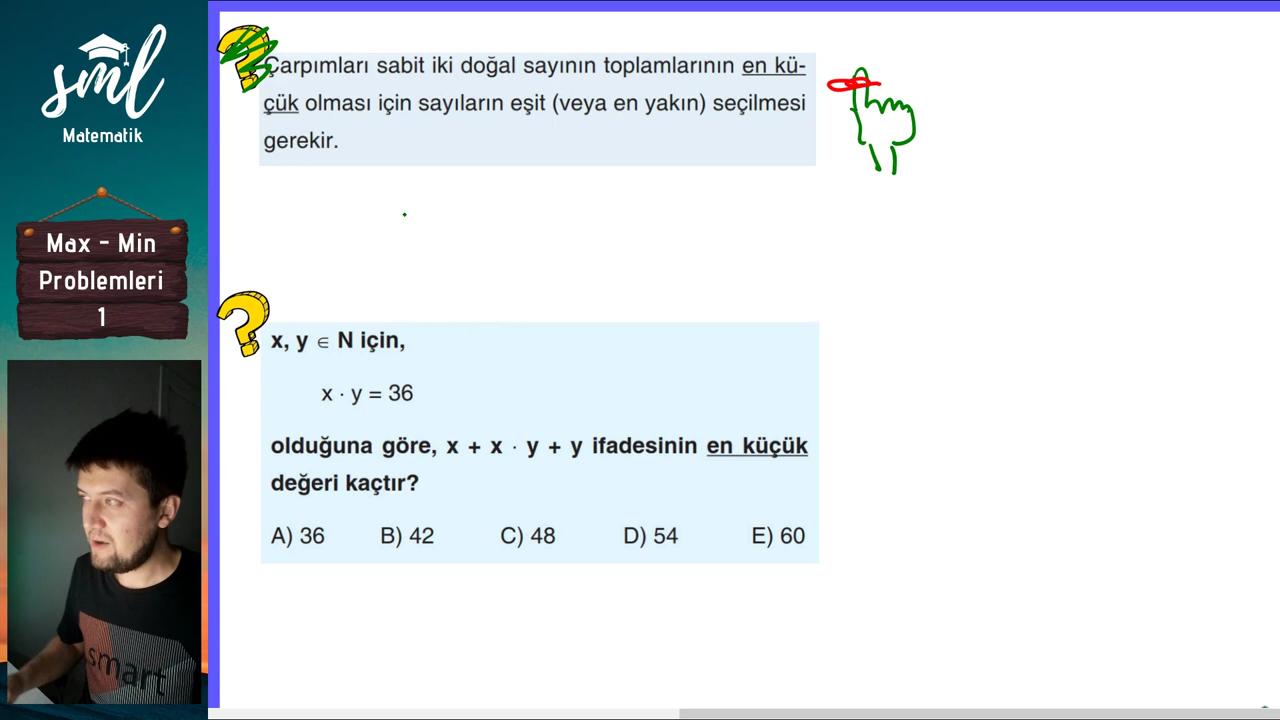 sml
Matematik
Max - Min
Problemleri
1
Çarpımları sabit iki doğal sayının toplamlarının en kü-
çük olması için sayıların eşit (veya en yakın) seçilmesi
gerekir.
x, y ∈ N için,
x · y = 36
olduğuna göre, x + x · y + y ifadesinin en küçük
değeri kaçtır?
A) 36 B) 42 C) 48 D) 54 E) 60
smart